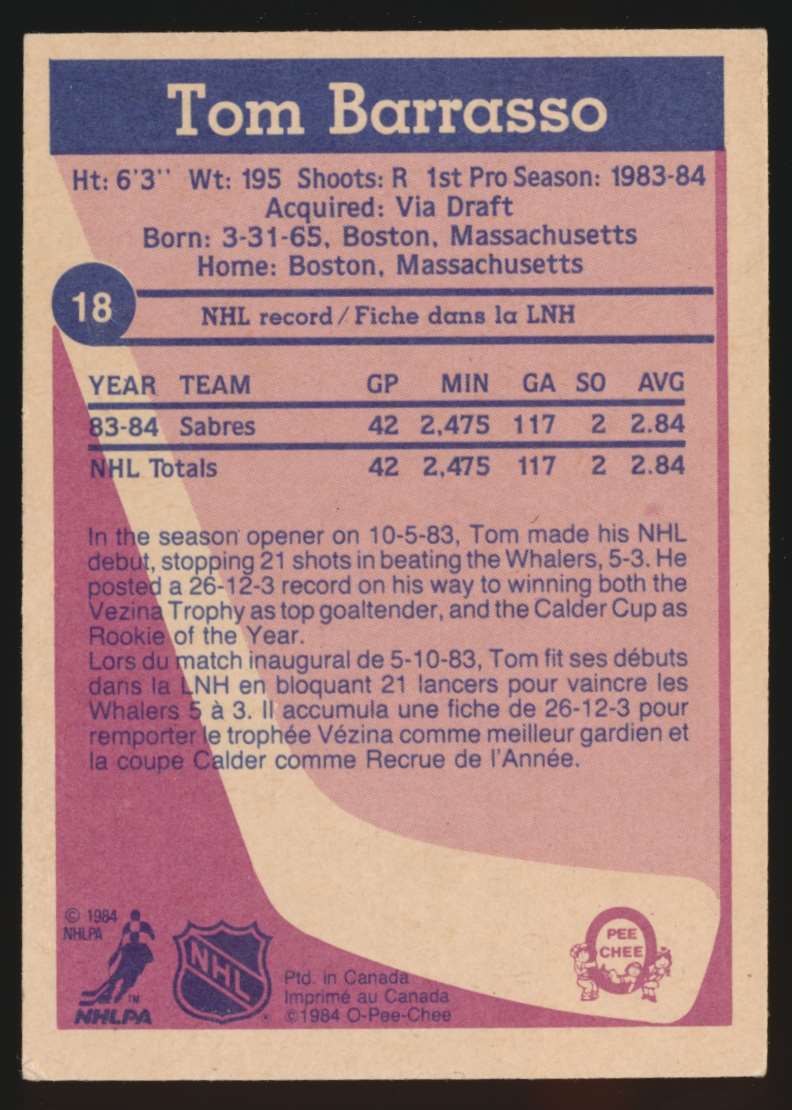 Tom Barrasso
Ht: 6'3'' Wt: 195 Shoots: R 1st Pro Season: 1983-84
Acquired: Via Draft
Born: 3-31-65, Boston, Massachusetts
Home: Boston, Massachusetts
18
NHL record/Fiche dans la LNH
YEAR TEAM GP MIN GA SO AVG
83-84 Sabres 42 2,475 117 2 2.84
NHL Totals 42 2,475 117 2 2.84
In the season opener on 10-5-83, Tom made his NHL
debut, stopping 21 shots in beating the Whalers, 5-3. He
posted a 26-12-3 record on his way to winning both the
Vezina Trophy as top goaltender, and the Calder Cup as
Rookie of the Year.
Lors du match inaugural de 5-10-83, Tom fit ses débuts
dans la LNH en bloquant 21 lancers pour vaincre les
Whalers 5 à 3. Il accumula une fiche de 26-12-3 pour
remporter le trophée Vézina comme meilleur gardien et
la coupe Calder comme Recrue de l'Année.
© 1984
NHLPA
TM
NHLPA
NHL
Ptd. in Canada
Imprimé au Canada
©1984 O-Pee-Chee
O
PEE
CHEE